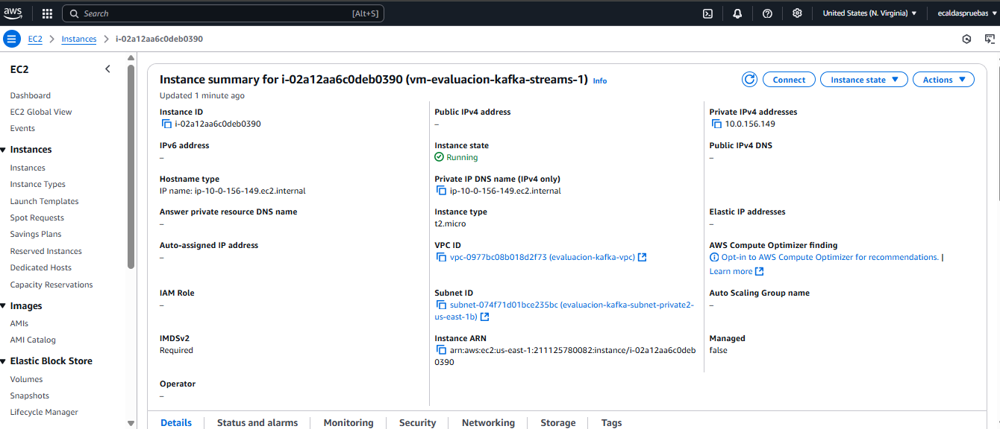 aws
Search
[Alt+S]
United States (N. Virginia)
ecaldaspruebas
EC2
Instances
i-02a12aa6c0deb0390
EC2
Dashboard
EC2 Global View
Events
Instances
Instances
Instance Types
Launch Templates
Spot Requests
Savings Plans
Reserved Instances
Dedicated Hosts
Capacity Reservations
Images
AMIs
AMI Catalog
Elastic Block Store
Volumes
Snapshots
Lifecycle Manager
Instance summary for i-02a12aa6c0deb0390 (vm-evaluacion-kafka-streams-1) Info
Updated 1 minute ago
Connect
Instance state
Actions
Instance ID
i-02a12aa6c0deb0390
Public IPv4 address
–
Private IPv4 addresses
10.0.156.149
IPv6 address
–
Instance state
Running
Public IPv4 DNS
–
Hostname type
IP name: ip-10-0-156-149.ec2.internal
Private IP DNS name (IPv4 only)
ip-10-0-156-149.ec2.internal
Answer private resource DNS name
–
Instance type
t2.micro
Elastic IP addresses
–
Auto-assigned IP address
–
VPC ID
vpc-0977bc08b018d2f73 (evaluacion-kafka-vpc)
AWS Compute Optimizer finding
Opt-in to AWS Compute Optimizer for recommendations. |
Learn more
IAM Role
–
Subnet ID
subnet-074f71d01bce235bc (evaluacion-kafka-subnet-private2-
us-east-1b)
Auto Scaling Group name
–
IMDSv2
Required
Instance ARN
arn:aws:ec2:us-east-1:211125780082:instance/i-02a12aa6c0deb
0390
Managed
false
Operator
–
Details
Status and alarms
Monitoring
Security
Networking
Storage
Tags